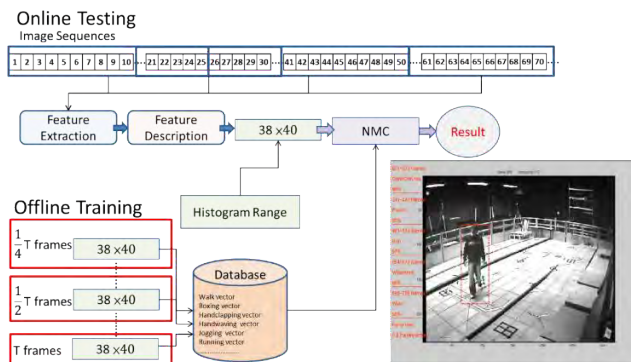 Online Testing
Image Sequences
1 2 3 4 5 6 7 8 9 10 ······ 21 22 23 24 25 26 27 28 29 30 ······ 41 42 43 44 45 46 47 48 49 50 ······ 61 62 63 64 65 66 67 68 69 70 ······
Feature Extraction
Feature Description
38 ×40
NMC
Result
Histogram Range
Offline Training
1/4 T frames
38 ×40
1/2 T frames
38 ×40
T frames
38 ×40
Database
Walk vector
Boxing vector
Handclapping vector
Handwaving vector
Jogging vector
Running vector